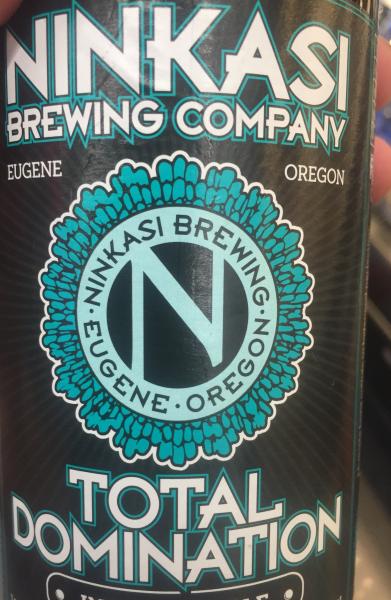 NINKASI
BREWING COMPANY
EUGENE OREGON
NINKASI BREWING
· EUGENE · OREGON ·
N
TOTAL
DOMINATION